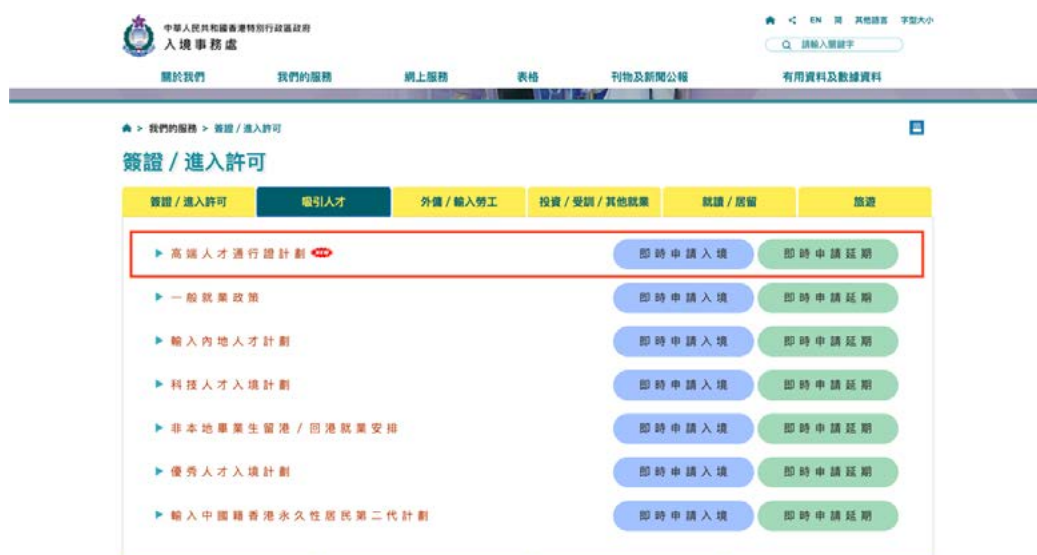 中華人民共和國香港特別行政區政府
入境事務處
EN 简 其他語言 字型大小
請輸入關鍵字
關於我們 我們的服務 網上服務 表格 刊物及新聞公報 有用資料及數據資料
> 我們的服務 > 簽證 / 進入許可
簽證 / 進入許可
簽證 / 進入許可 吸引人才 外傭 / 輸入勞工 投資 / 受訓 / 其他就業 就讀 / 居留 旅遊
高端人才通行證計劃 即時申請入境 即時申請延期
一般就業政策 即時申請入境 即時申請延期
輸入內地人才計劃 即時申請入境 即時申請延期
科技人才入境計劃 即時申請入境 即時申請延期
非本地畢業生留港 / 回港就業安排 即時申請入境 即時申請延期
優秀人才入境計劃 即時申請入境 即時申請延期
輸入中國籍香港永久性居民第二代計劃 即時申請入境 即時申請延期